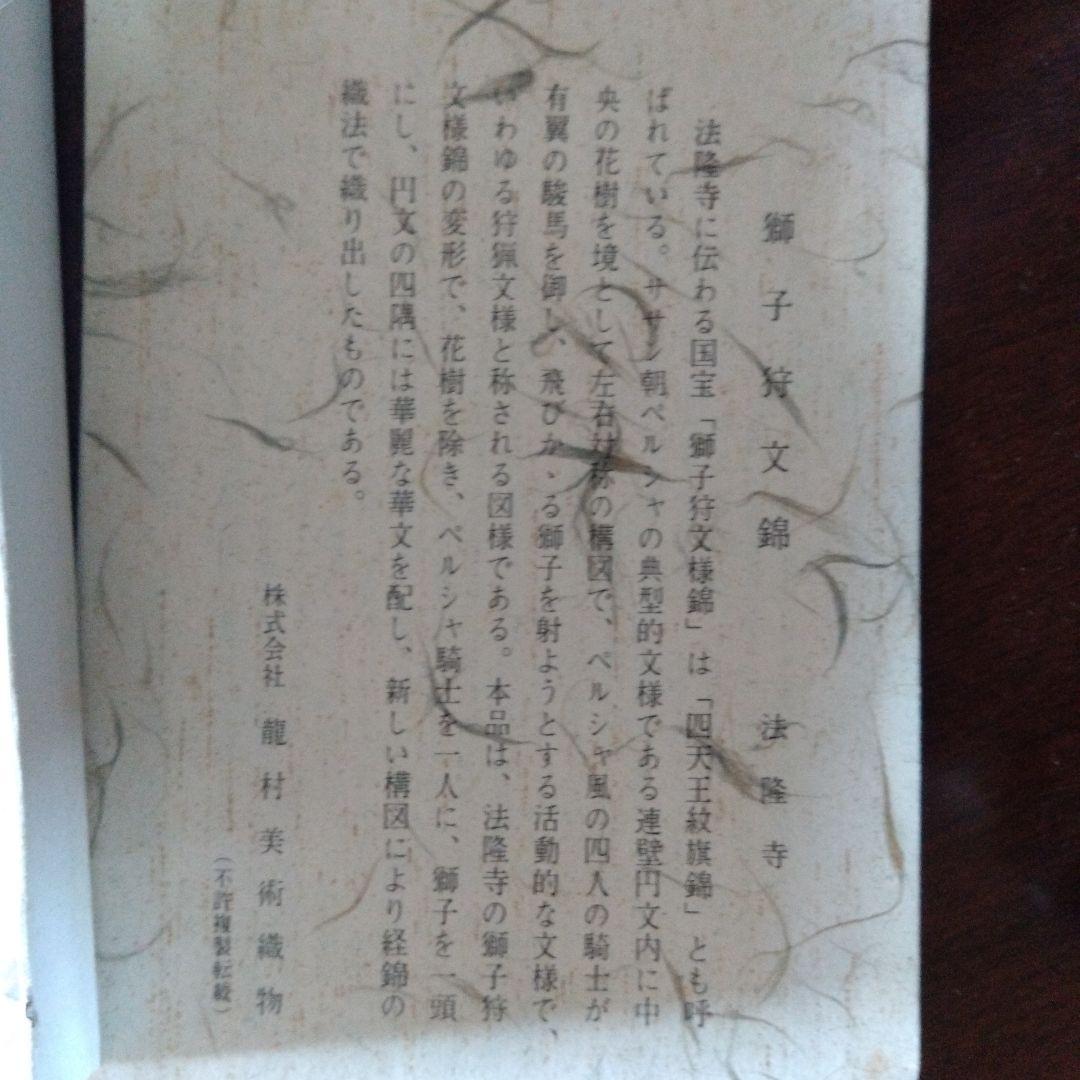 獅子狩文錦　法隆寺
法隆寺に伝わる国宝「獅子狩文様錦」は「四天王紋旗錦」とも呼
ばれている。ササン朝ペルシャの典型的文様である連璧円文内に中
央の花樹を境として左右対称の構図で、ペルシャ風の四人の騎士が
有翼の駿馬を御し、飛びかゝる獅子を射ようとする活動的な文様で、
いわゆる狩猟文様と称される図様である。本品は、法隆寺の獅子狩
文様錦の変形で、花樹を除き、ペルシャ騎士を一人に、獅子を一頭
にし、円文の四隅には華麗な華文を配し、新しい構図により経錦の
織法で織り出したものである。
株式会社 龍村美術織物
（不許複製転載）